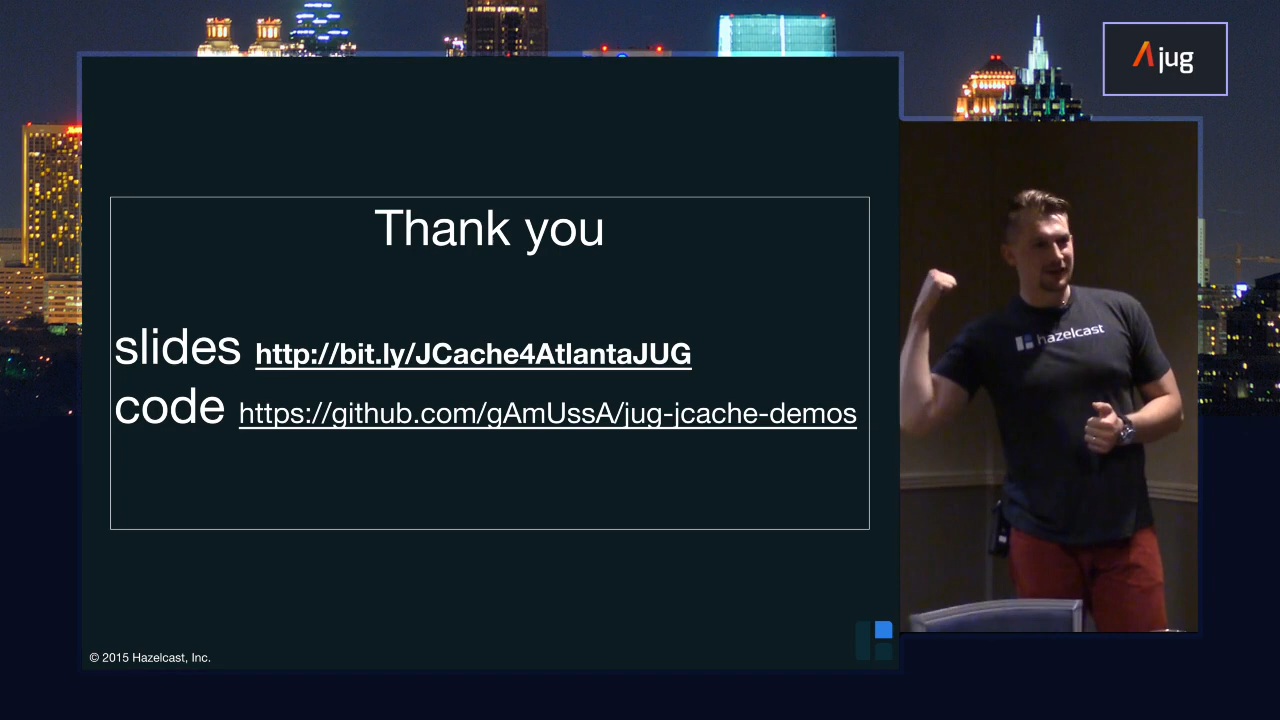 jug
Thank you
slides http://bit.ly/JCache4AtlantaJUG
code https://github.com/gAmUssA/jug-jcache-demos
hazelcast
© 2015 Hazelcast, Inc.